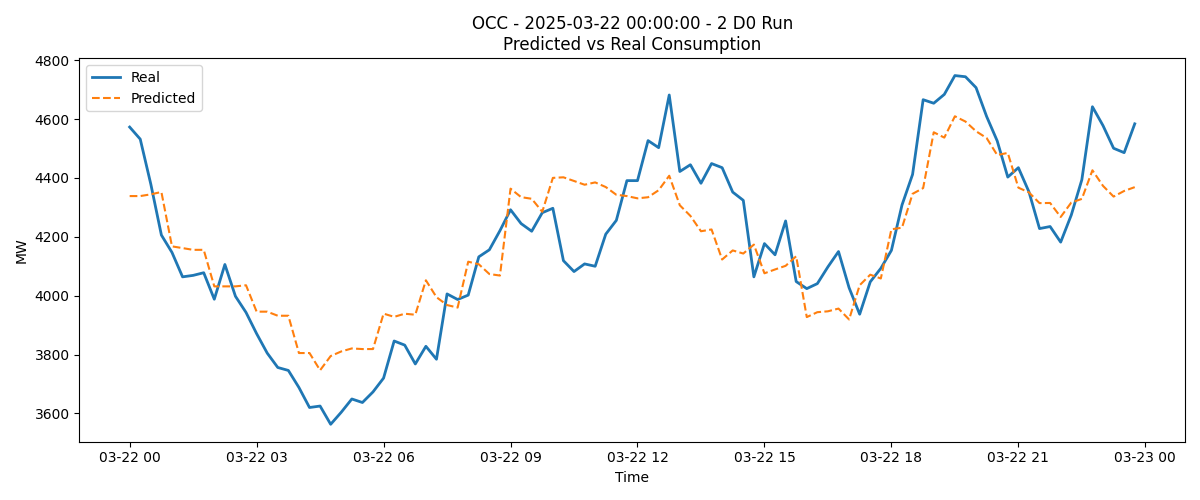 OCC - 2025-03-22 00:00:00 - 2 D0 Run
Predicted vs Real Consumption
Real
Predicted
MW
4800
4600
4400
4200
4000
3800
3600
03-22 00
03-22 03
03-22 06
03-22 09
03-22 12
03-22 15
03-22 18
03-22 21
03-23 00
Time